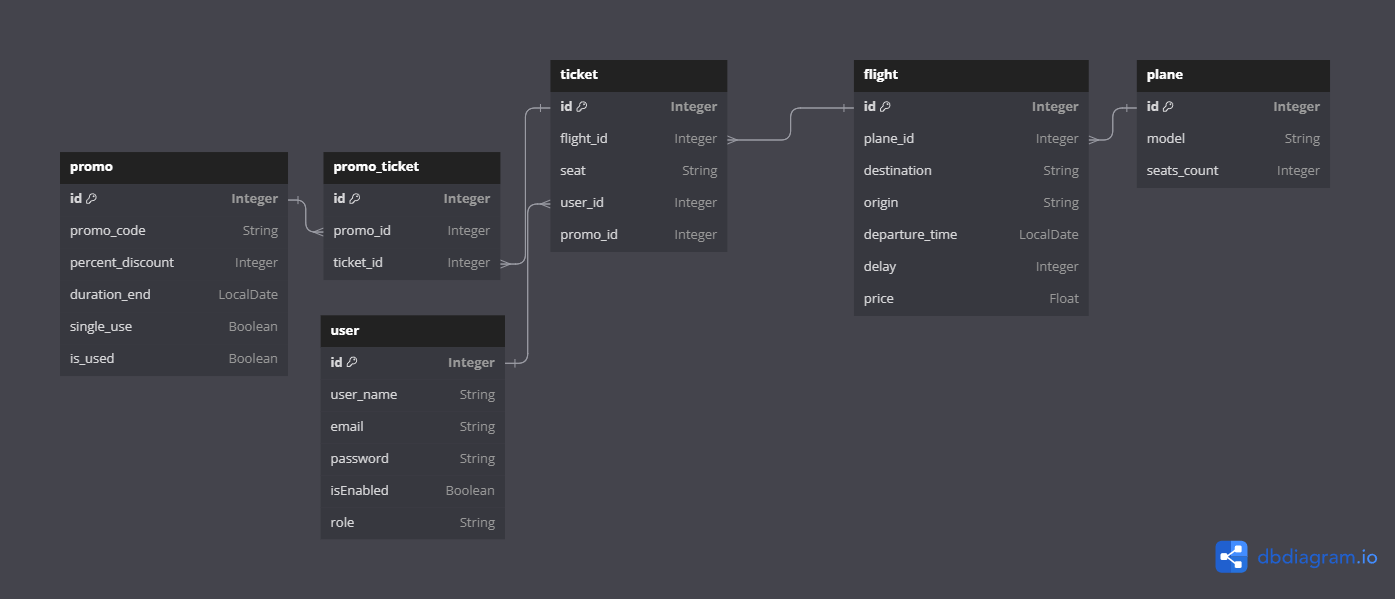 promo
id Integer
promo_code String
percent_discount Integer
duration_end LocalDate
single_use Boolean
is_used Boolean
promo_ticket
id Integer
promo_id Integer
ticket_id Integer
user
id Integer
user_name String
email String
password String
isEnabled Boolean
role String
ticket
id Integer
flight_id Integer
seat String
user_id Integer
promo_id Integer
flight
id Integer
plane_id Integer
destination String
origin String
departure_time LocalDate
delay Integer
price Float
plane
id Integer
model String
seats_count Integer
dbdiagram.io